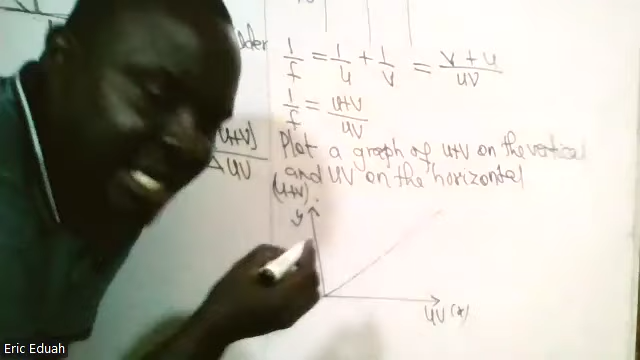 1/f = 1/u + 1/v = v + u / uv
1/f = u+v / uv
u+v)
Δ uv
Plot a graph of u+v on the vertical
and uv on the horizontal
(u+v).
y
uv (x)
Eric Eduah